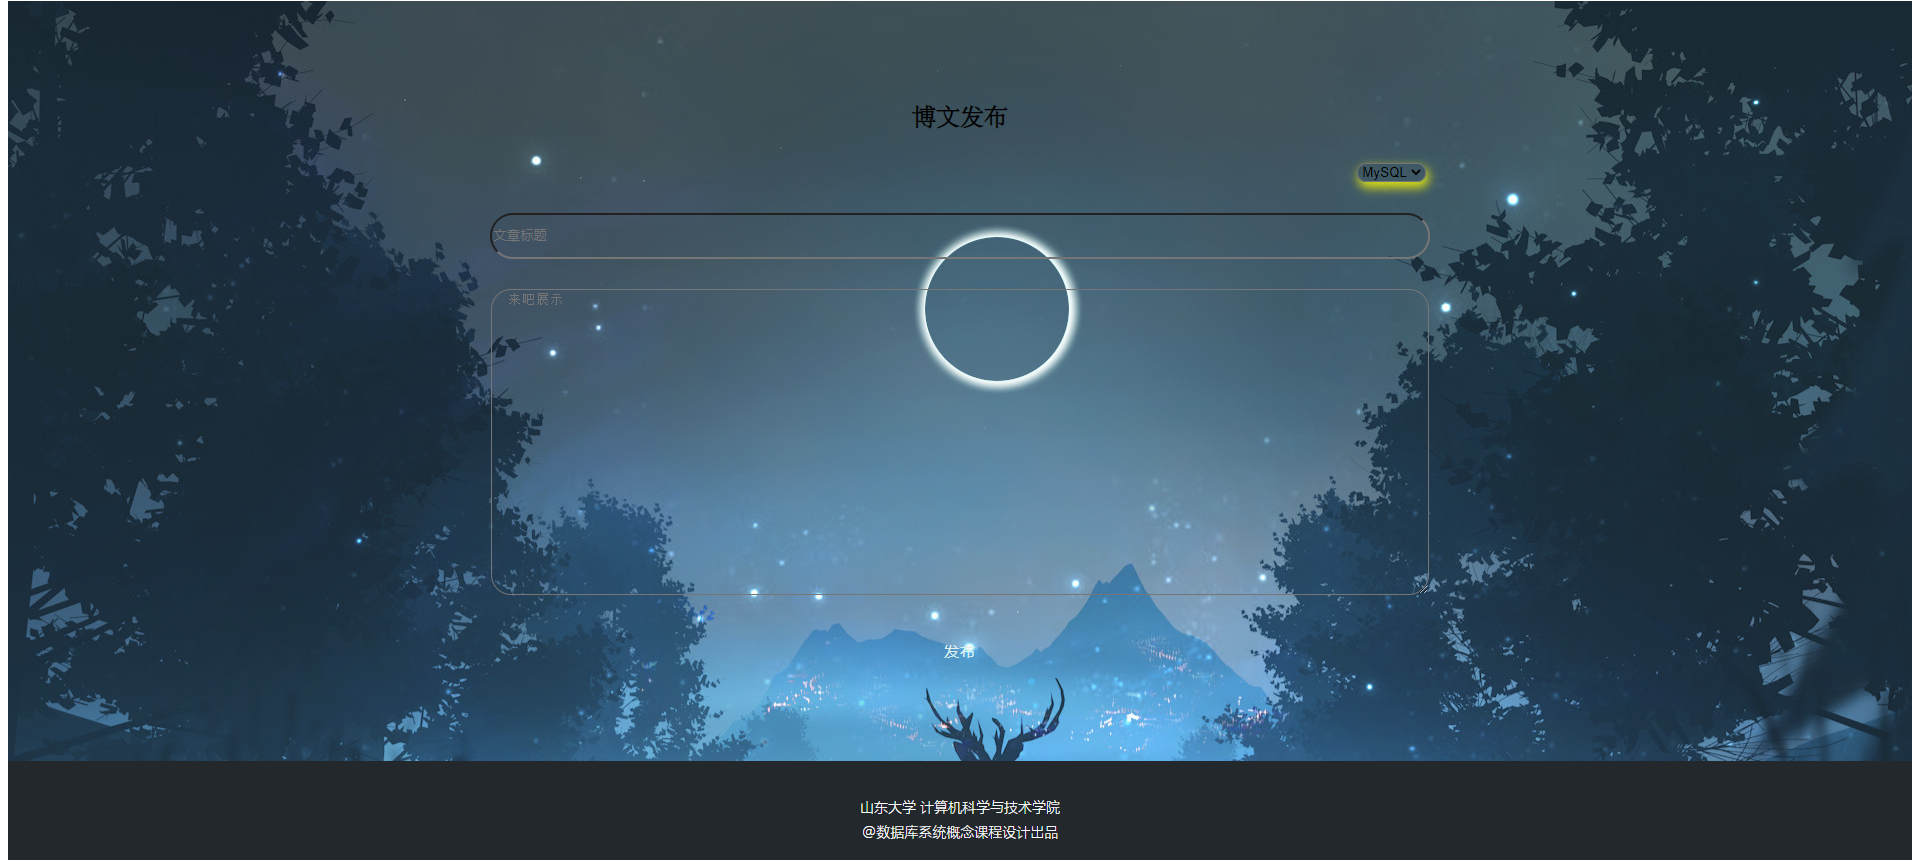 博文发布
MySQL
文章标题
来吧展示
发布
山东大学 计算机科学与技术学院
@数据库系统概念课程设计出品